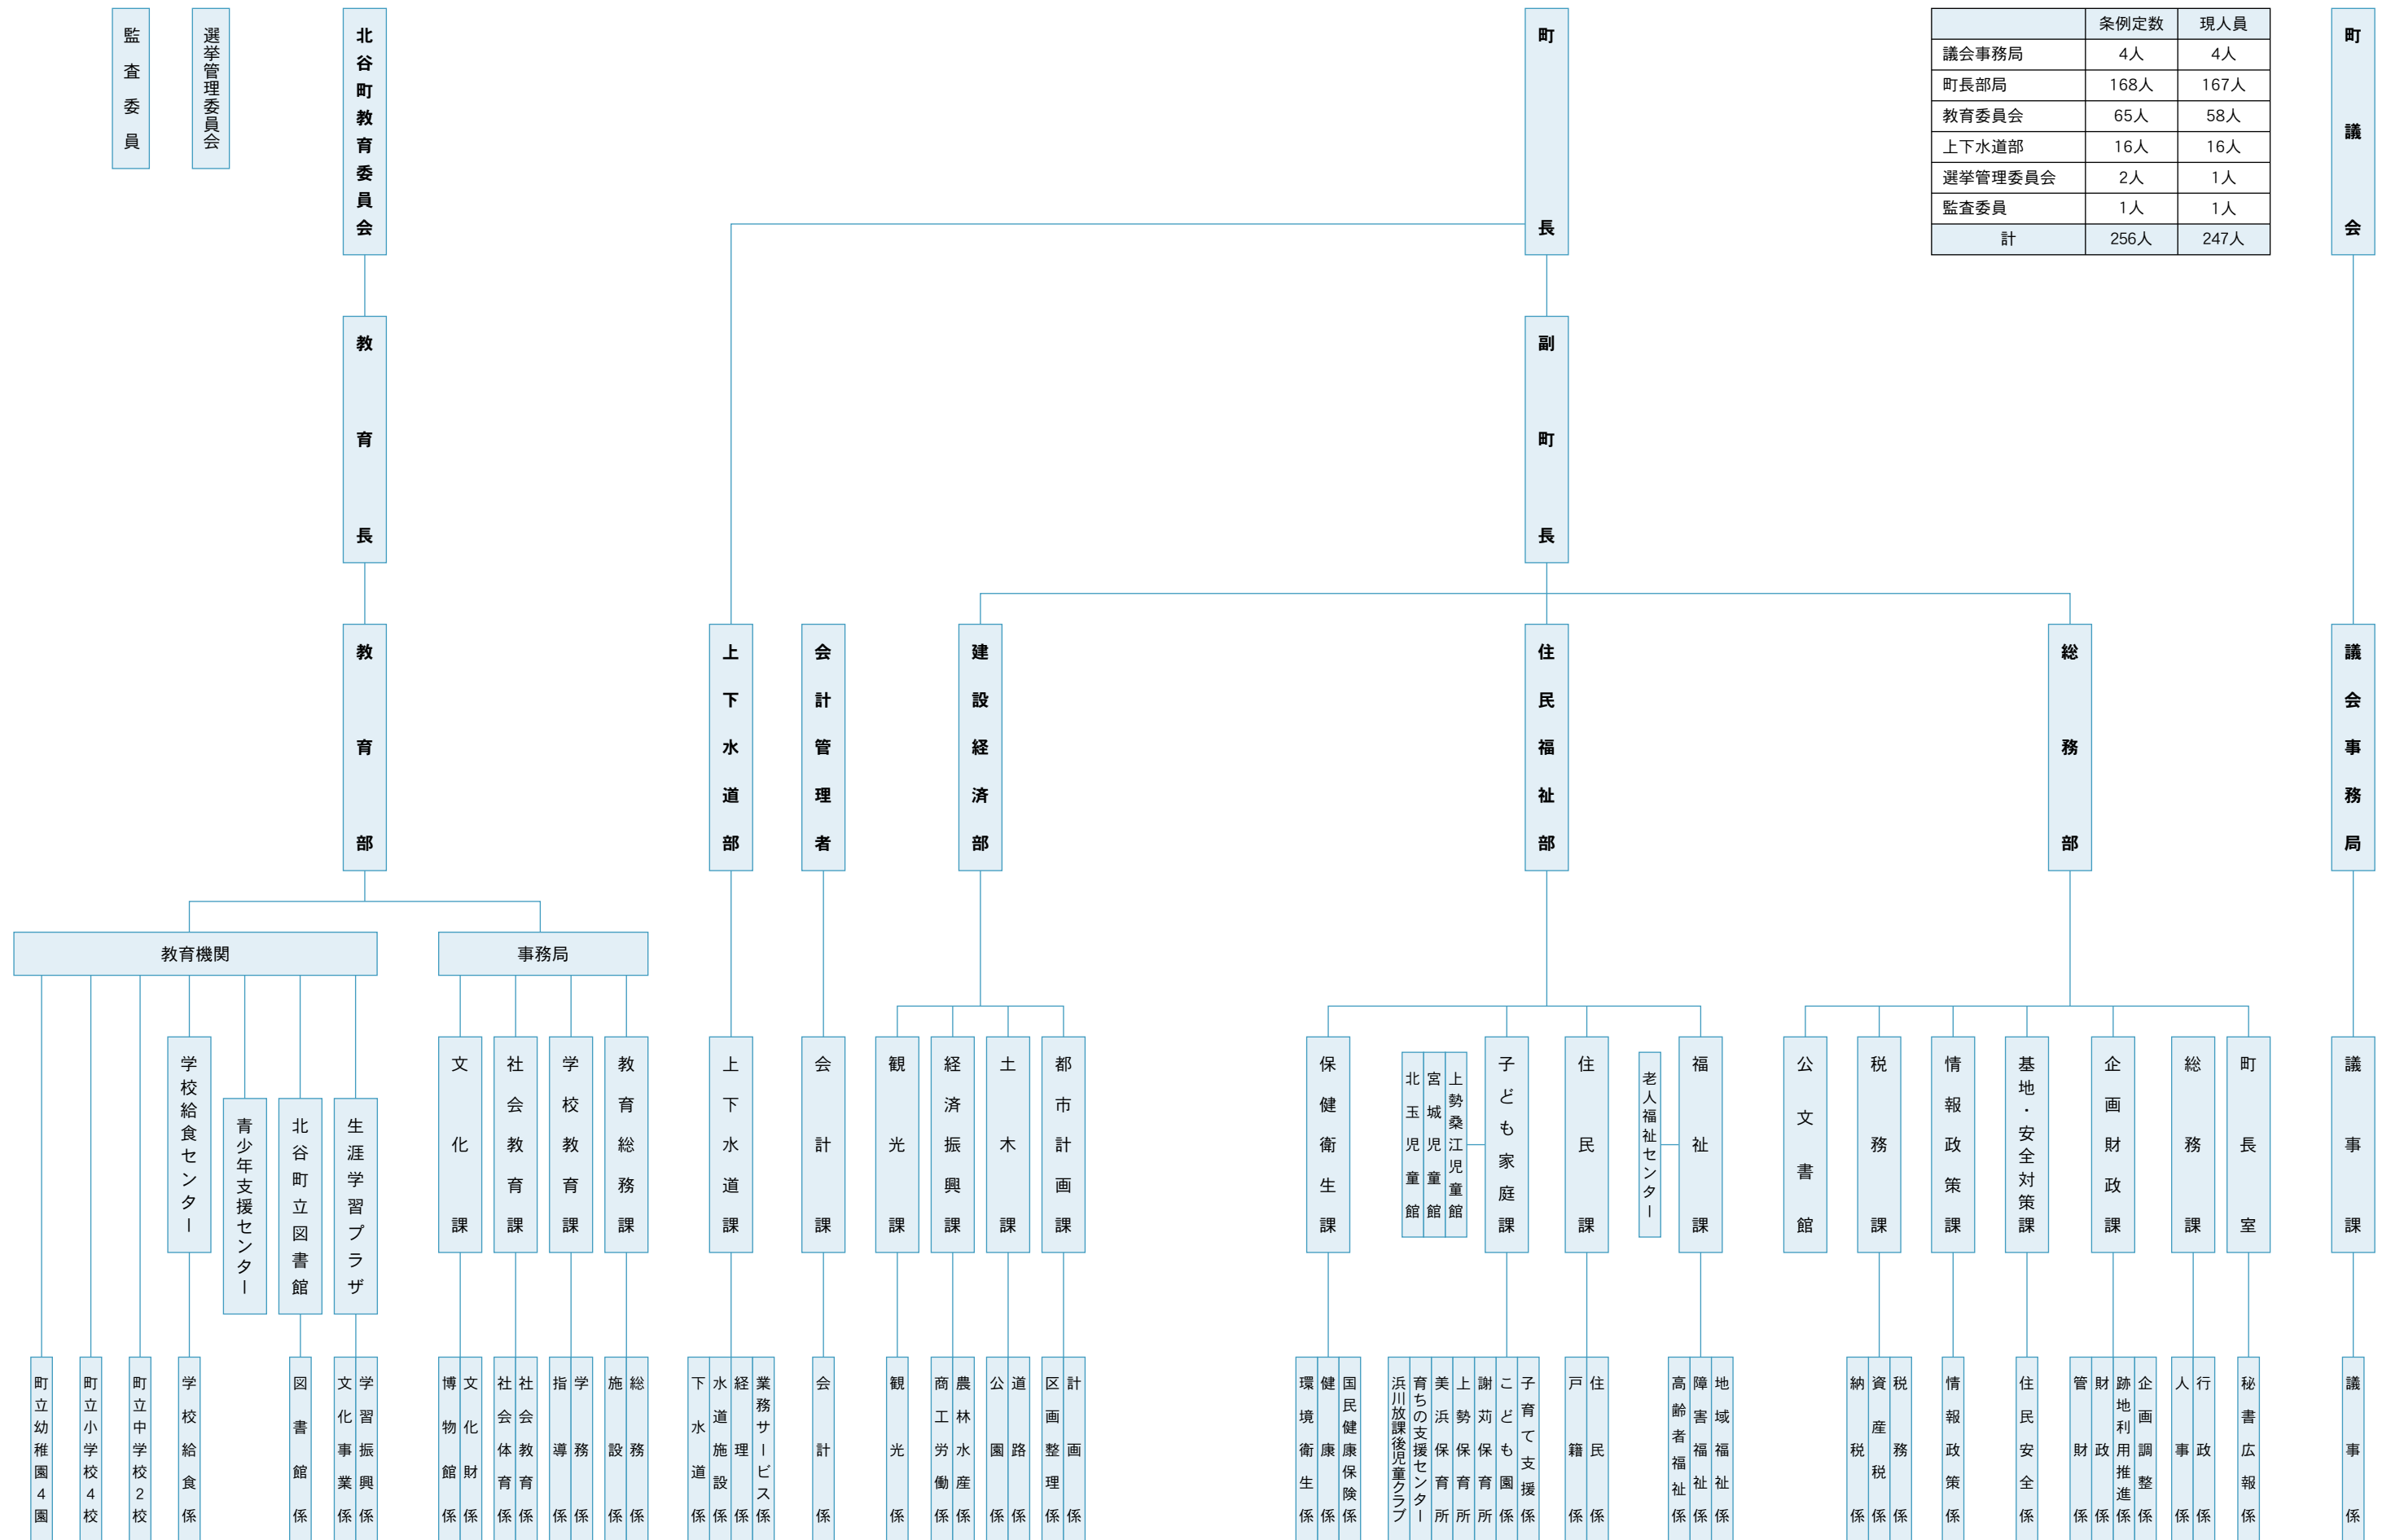 監査委員
選挙管理委員会
北谷町教育委員会
町長
	条例定数	現人員
議会事務局	4人	4人
町長部局	168人	167人
教育委員会	65人	58人
上下水道部	16人	16人
選挙管理委員会	2人	1人
監査委員	1人	1人
計	256人	247人
町議会
教育長
副町長
教育部
上下水道部
会計管理者
建設経済部
住民福祉部
総務部
議会事務局
教育機関
事務局
学校給食センター
青少年支援センター
北谷町立図書館
生涯学習プラザ
文化課
社会教育課
学校教育課
教育総務課
上下水道課
会計課
観光課
経済振興課
土木課
都市計画課
保健衛生課
北玉児童館
宮城児童館
上勢桑江児童館
子ども家庭課
住民課
老人福祉センター
福祉課
公文書館
税務課
情報政策課
基地・安全対策課
企画財政課
総務課
町長室
議事課
町立幼稚園4園
町立小学校4校
町立中学校2校
学校給食係
図書館係
文化事業係
学習振興係
博物館係
文化財係
社会体育係
社会教育係
指導係
学務係
施設係
総務係
下水道係
水道施設係
経理係
業務サービス係
会計係
観光係
商工労働係
農林水産係
公園係
道路係
区画整理係
計画係
環境衛生係
健康係
国民健康保険係
浜川放課後児童クラブ
育ちの支援センター
美浜保育所
上勢保育所
謝苅保育所
こども園係
子育て支援係
戸籍係
住民係
高齢者福祉係
障害福祉係
地域福祉係
納税係
資産税係
税務係
情報政策係
住民安全係
管財係
財政係
跡地利用推進係
企画調整係
人事係
行政係
秘書広報係
議事係